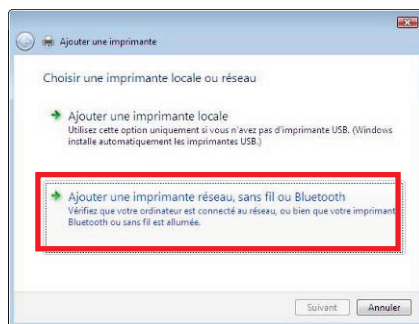 Ajouter une imprimante
Choisir une imprimante locale ou réseau
Ajouter une imprimante locale
Utilisez cette option uniquement si vous n'avez pas d'imprimante USB. (Windows
installe automatiquement les imprimantes USB.)
Ajouter une imprimante réseau, sans fil ou Bluetooth
Vérifiez que votre ordinateur est connecté au réseau, ou bien que votre imprimant
Bluetooth ou sans fil est allumée.
Suivant
Annuler